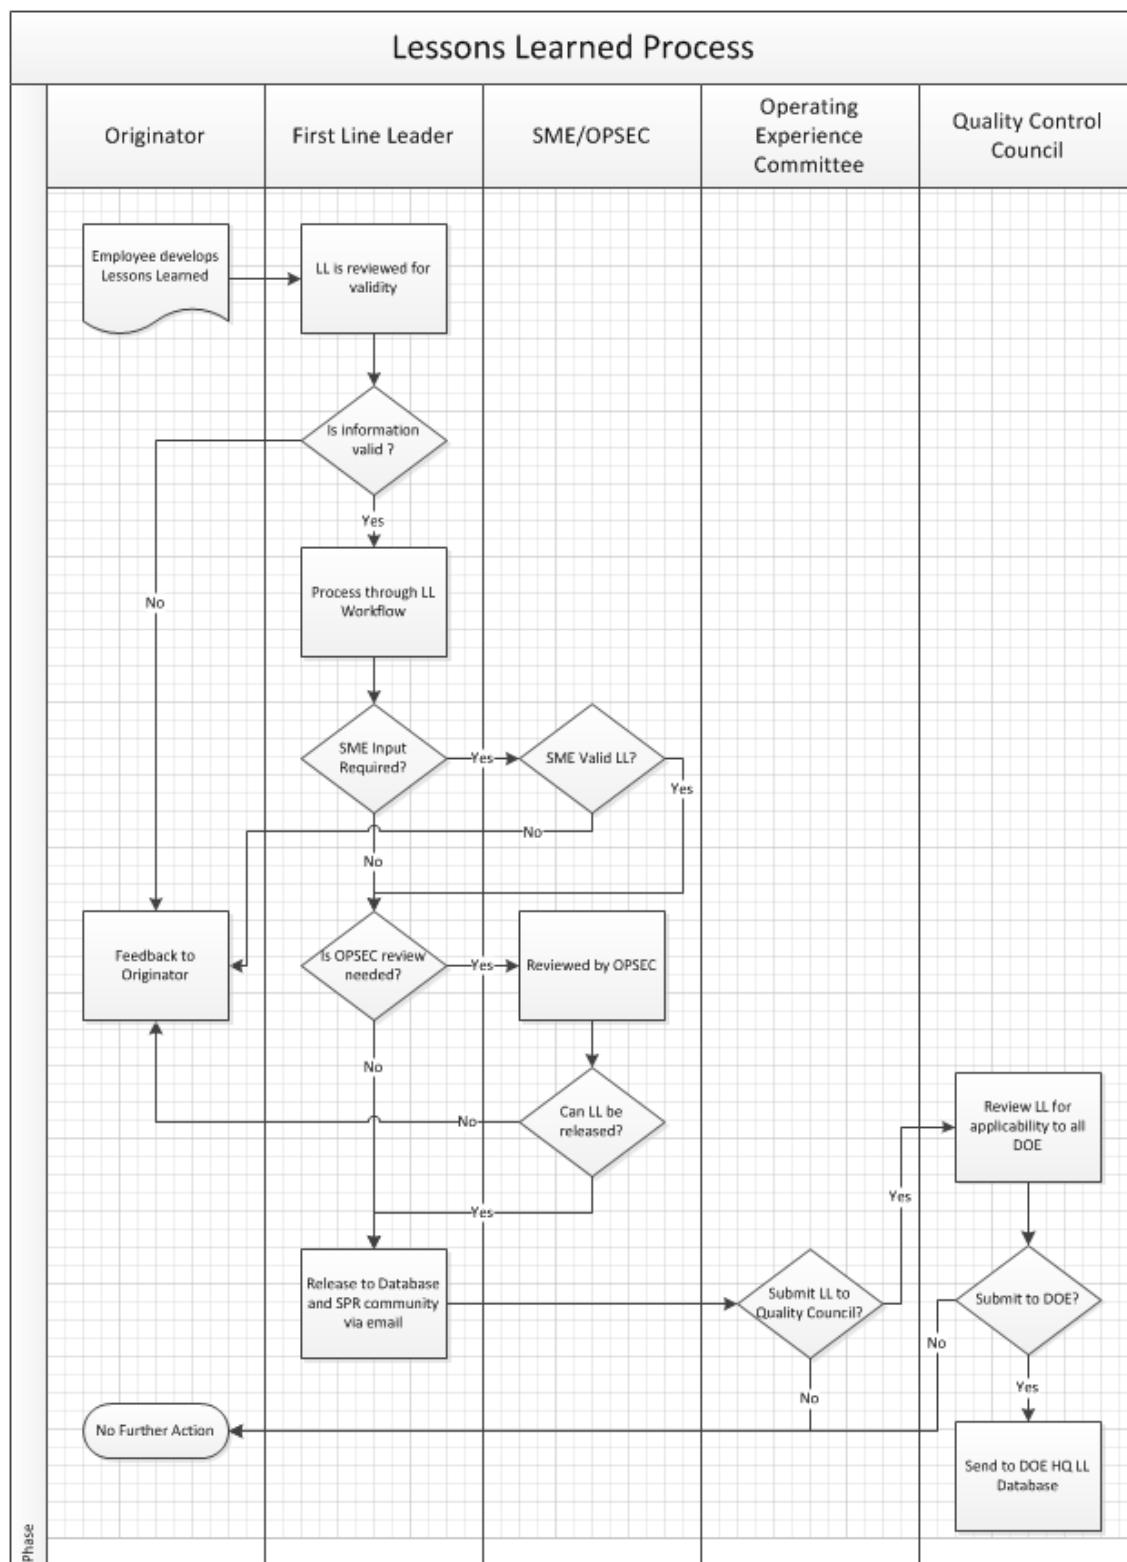 Lessons Learned Process
Originator
First Line Leader
SME/OPSEC
Operating
Experience
Committee
Quality Control
Council
Employee develops
Lessons Learned
LL is reviewed for
validity
Is information
valid ?
Yes
No
Process through LL
Workflow
SME Input
Required?
Yes
SME Valid LL?
Yes
No
No
Feedback to
Originator
Is OPSEC review
needed?
Yes
Reviewed by OPSEC
No
Can LL be
released?
No
Yes
Review LL for
applicability to all
DOE
Yes
Release to Database
and SPR community
via email
Submit LL to
Quality Council?
Submit to DOE?
No
No
Yes
No Further Action
Send to DOE HQ LL
Database
Phase